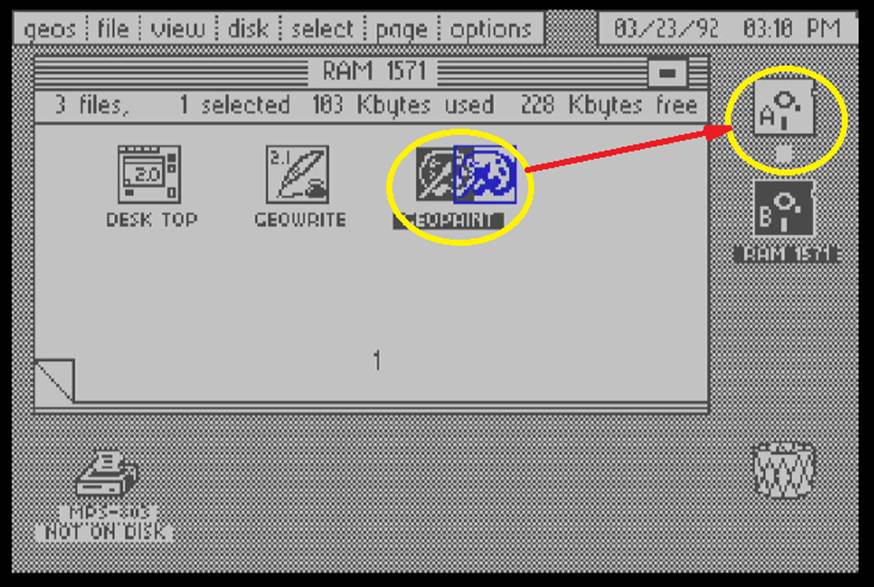 geos file view disk select page options 03/23/92 03:10 PM
RAM 1571
3 files, 1 selected 103 Kbytes used 228 Kbytes free
2.0
2.1
DESK TOP GEOWRITE GEOPAINT
A
B
RAM 1571
1
MPS-803
NOT ON DISK